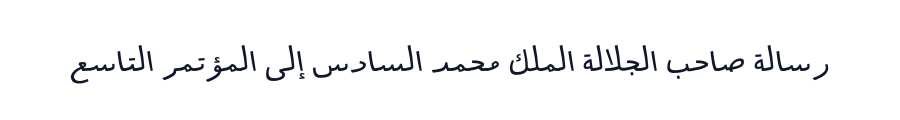 رسالة صاحب الجلالة الملك محمد السادس إلى المؤتمر التاسع